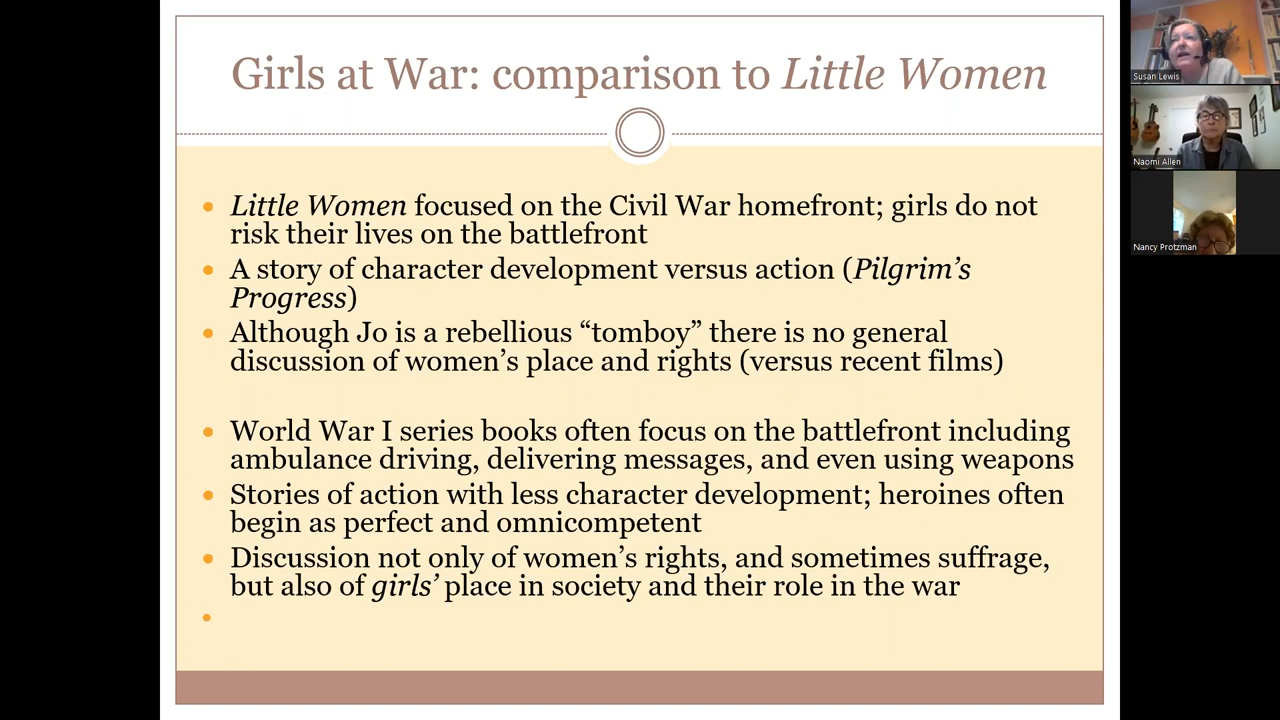 Girls at War: comparison to Little Women
Little Women focused on the Civil War homefront; girls do not
risk their lives on the battlefront
A story of character development versus action (Pilgrim’s
Progress)
Although Jo is a rebellious “tomboy” there is no general
discussion of women’s place and rights (versus recent films)
World War I series books often focus on the battlefront including
ambulance driving, delivering messages, and even using weapons
Stories of action with less character development; heroines often
begin as perfect and omnicompetent
Discussion not only of women’s rights, and sometimes suffrage,
but also of girls’ place in society and their role in the war
Susan Lewis
Naomi Allen
Nancy Protzman